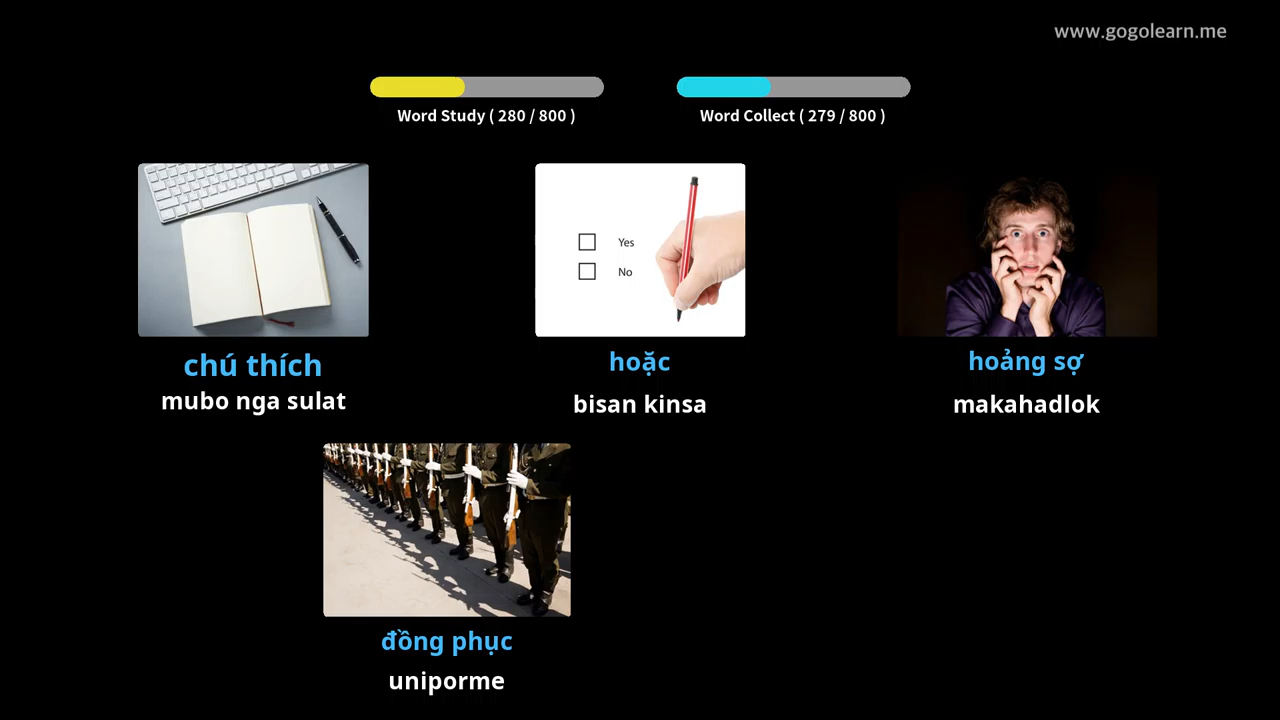 www.gogolearn.me
Word Study ( 280 / 800 )
Word Collect ( 279 / 800 )
Yes
No
chú thích
mubo nga sulat
hoặc
bisan kinsa
hoảng sợ
makahadlok
đồng phục
uniporme